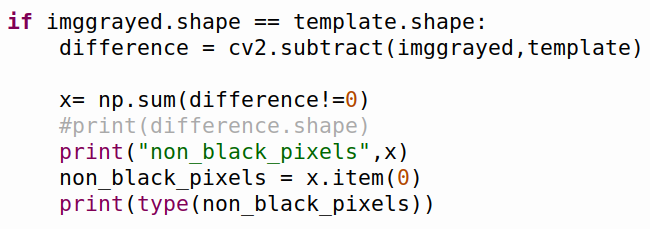 if imggrayed.shape == template.shape:
    difference = cv2.subtract(imggrayed,template)
    x= np.sum(difference!=0)
    #print(difference.shape)
    print("non_black_pixels",x)
    non_black_pixels = x.item(0)
    print(type(non_black_pixels))